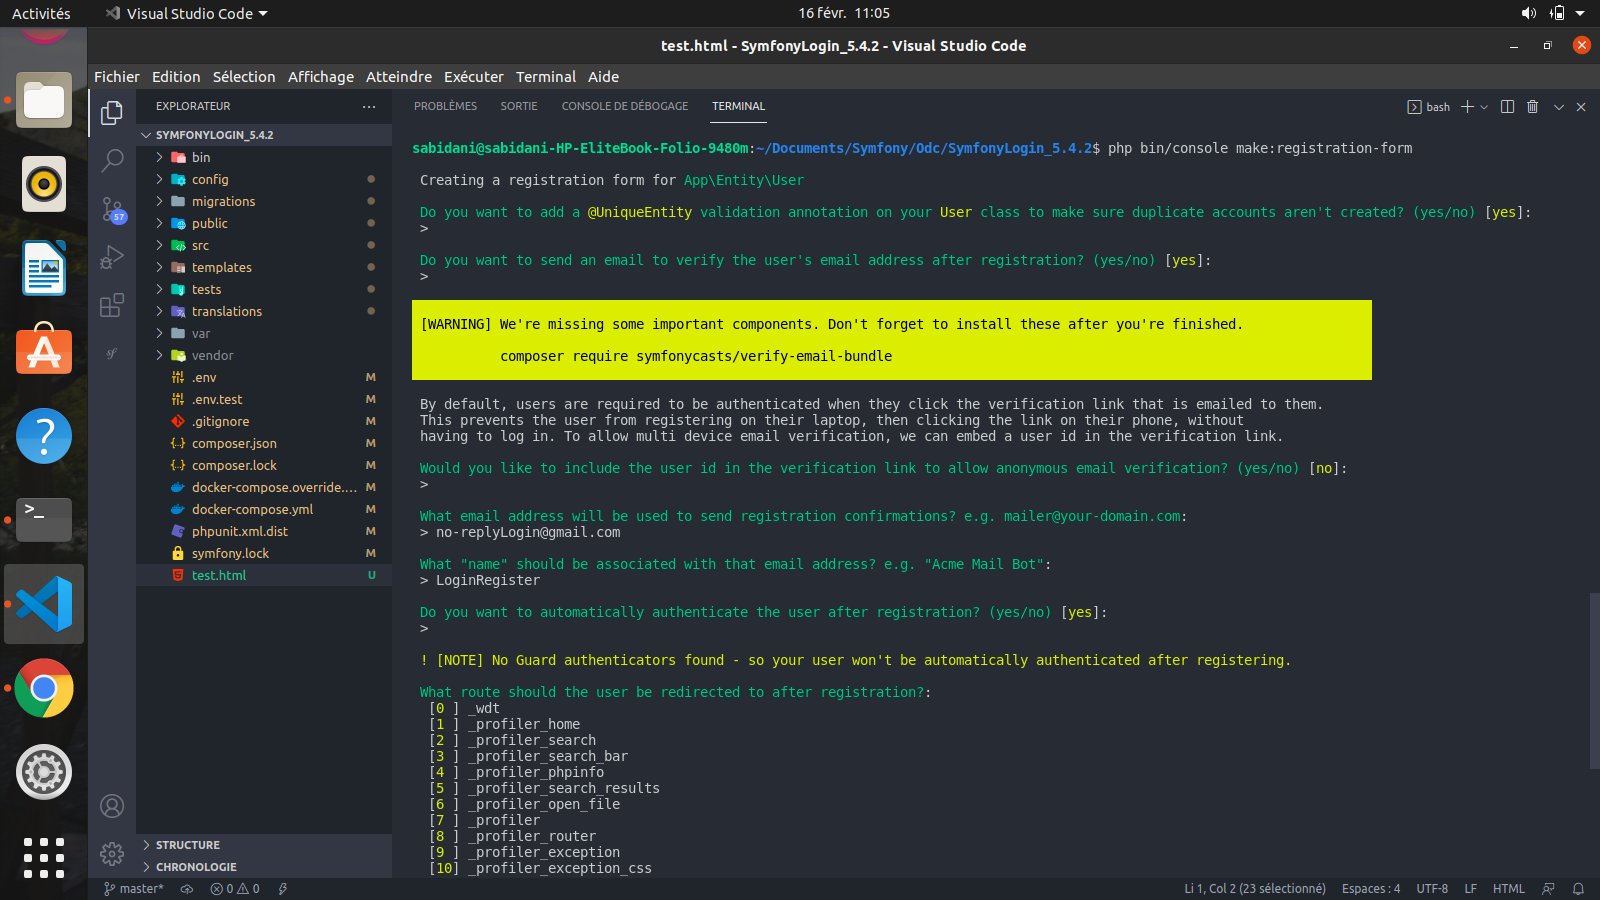 Activités
Visual Studio Code
16 févr. 11:05
test.html - SymfonyLogin_5.4.2 - Visual Studio Code
Fichier Edition Sélection Affichage Atteindre Exécuter Terminal Aide
EXPLORATEUR
SYMFONYLOGIN_5.4.2
bin
config
migrations
public
src
templates
tests
translations
var
vendor
.env M
.env.test M
.gitignore M
composer.json M
composer.lock M
docker-compose.override.... M
docker-compose.yml M
phpunit.xml.dist M
symfony.lock M
test.html U
STRUCTURE
CHRONOLOGIE
57
PROBLÈMES SORTIE CONSOLE DE DÉBOGAGE TERMINAL
bash
sabidani@sabidani-HP-EliteBook-Folio-9480m:~/Documents/Symfony/Odc/SymfonyLogin_5.4.2$ php bin/console make:registration-form
Creating a registration form for App\Entity\User
Do you want to add a @UniqueEntity validation annotation on your User class to make sure duplicate accounts aren't created? (yes/no) [yes]:
>
Do you want to send an email to verify the user's email address after registration? (yes/no) [yes]:
>
[WARNING] We're missing some important components. Don't forget to install these after you're finished.
composer require symfonycasts/verify-email-bundle
By default, users are required to be authenticated when they click the verification link that is emailed to them.
This prevents the user from registering on their laptop, then clicking the link on their phone, without
having to log in. To allow multi device email verification, we can embed a user id in the verification link.
Would you like to include the user id in the verification link to allow anonymous email verification? (yes/no) [no]:
>
What email address will be used to send registration confirmations? e.g. mailer@your-domain.com:
> no-replyLogin@gmail.com
What "name" should be associated with that email address? e.g. "Acme Mail Bot":
> LoginRegister
Do you want to automatically authenticate the user after registration? (yes/no) [yes]:
>
! [NOTE] No Guard authenticators found - so your user won't be automatically authenticated after registering.
What route should the user be redirected to after registration?:
[0 ] _wdt
[1 ] _profiler_home
[2 ] _profiler_search
[3 ] _profiler_search_bar
[4 ] _profiler_phpinfo
[5 ] _profiler_search_results
[6 ] _profiler_open_file
[7 ] _profiler
[8 ] _profiler_router
[9 ] _profiler_exception
[10] _profiler_exception_css
master* 0 0
Li 1, Col 2 (23 sélectionné) Espaces : 4 UTF-8 LF HTML